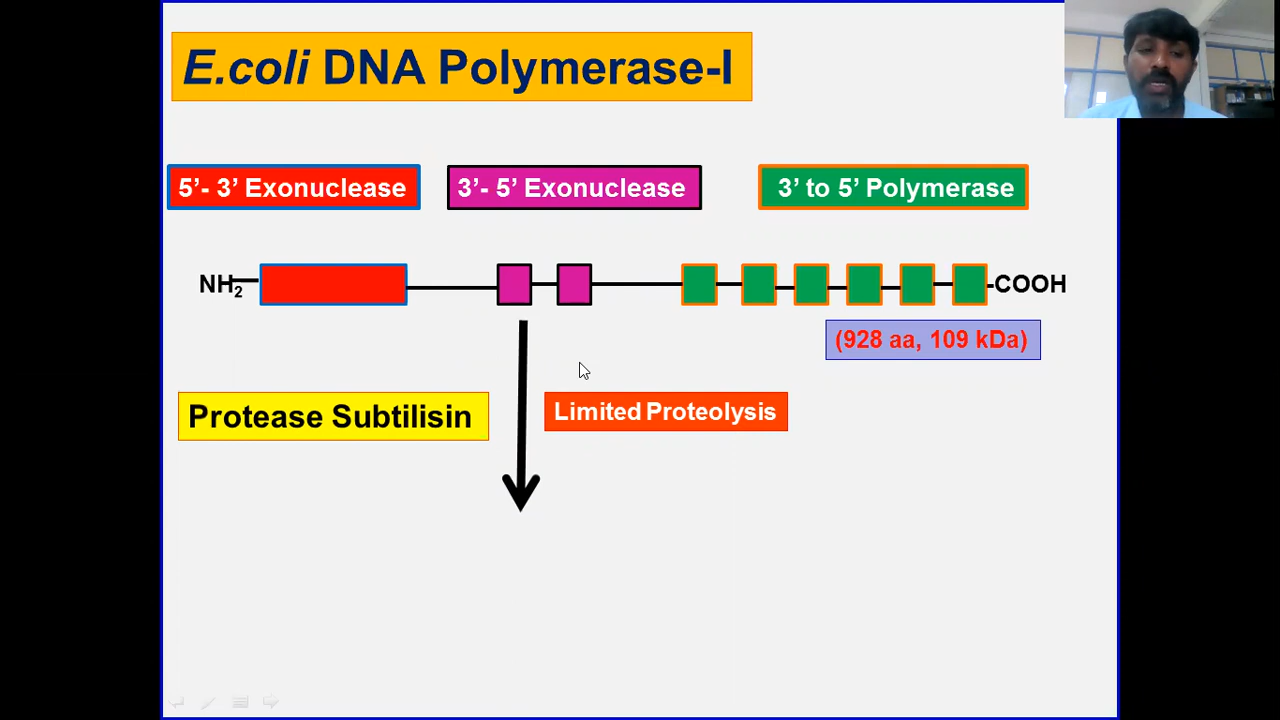 E.coli DNA Polymerase-I
5’- 3’ Exonuclease
3’- 5’ Exonuclease
3’ to 5’ Polymerase
NH2
-COOH
(928 aa, 109 kDa)
Protease Subtilisin
Limited Proteolysis